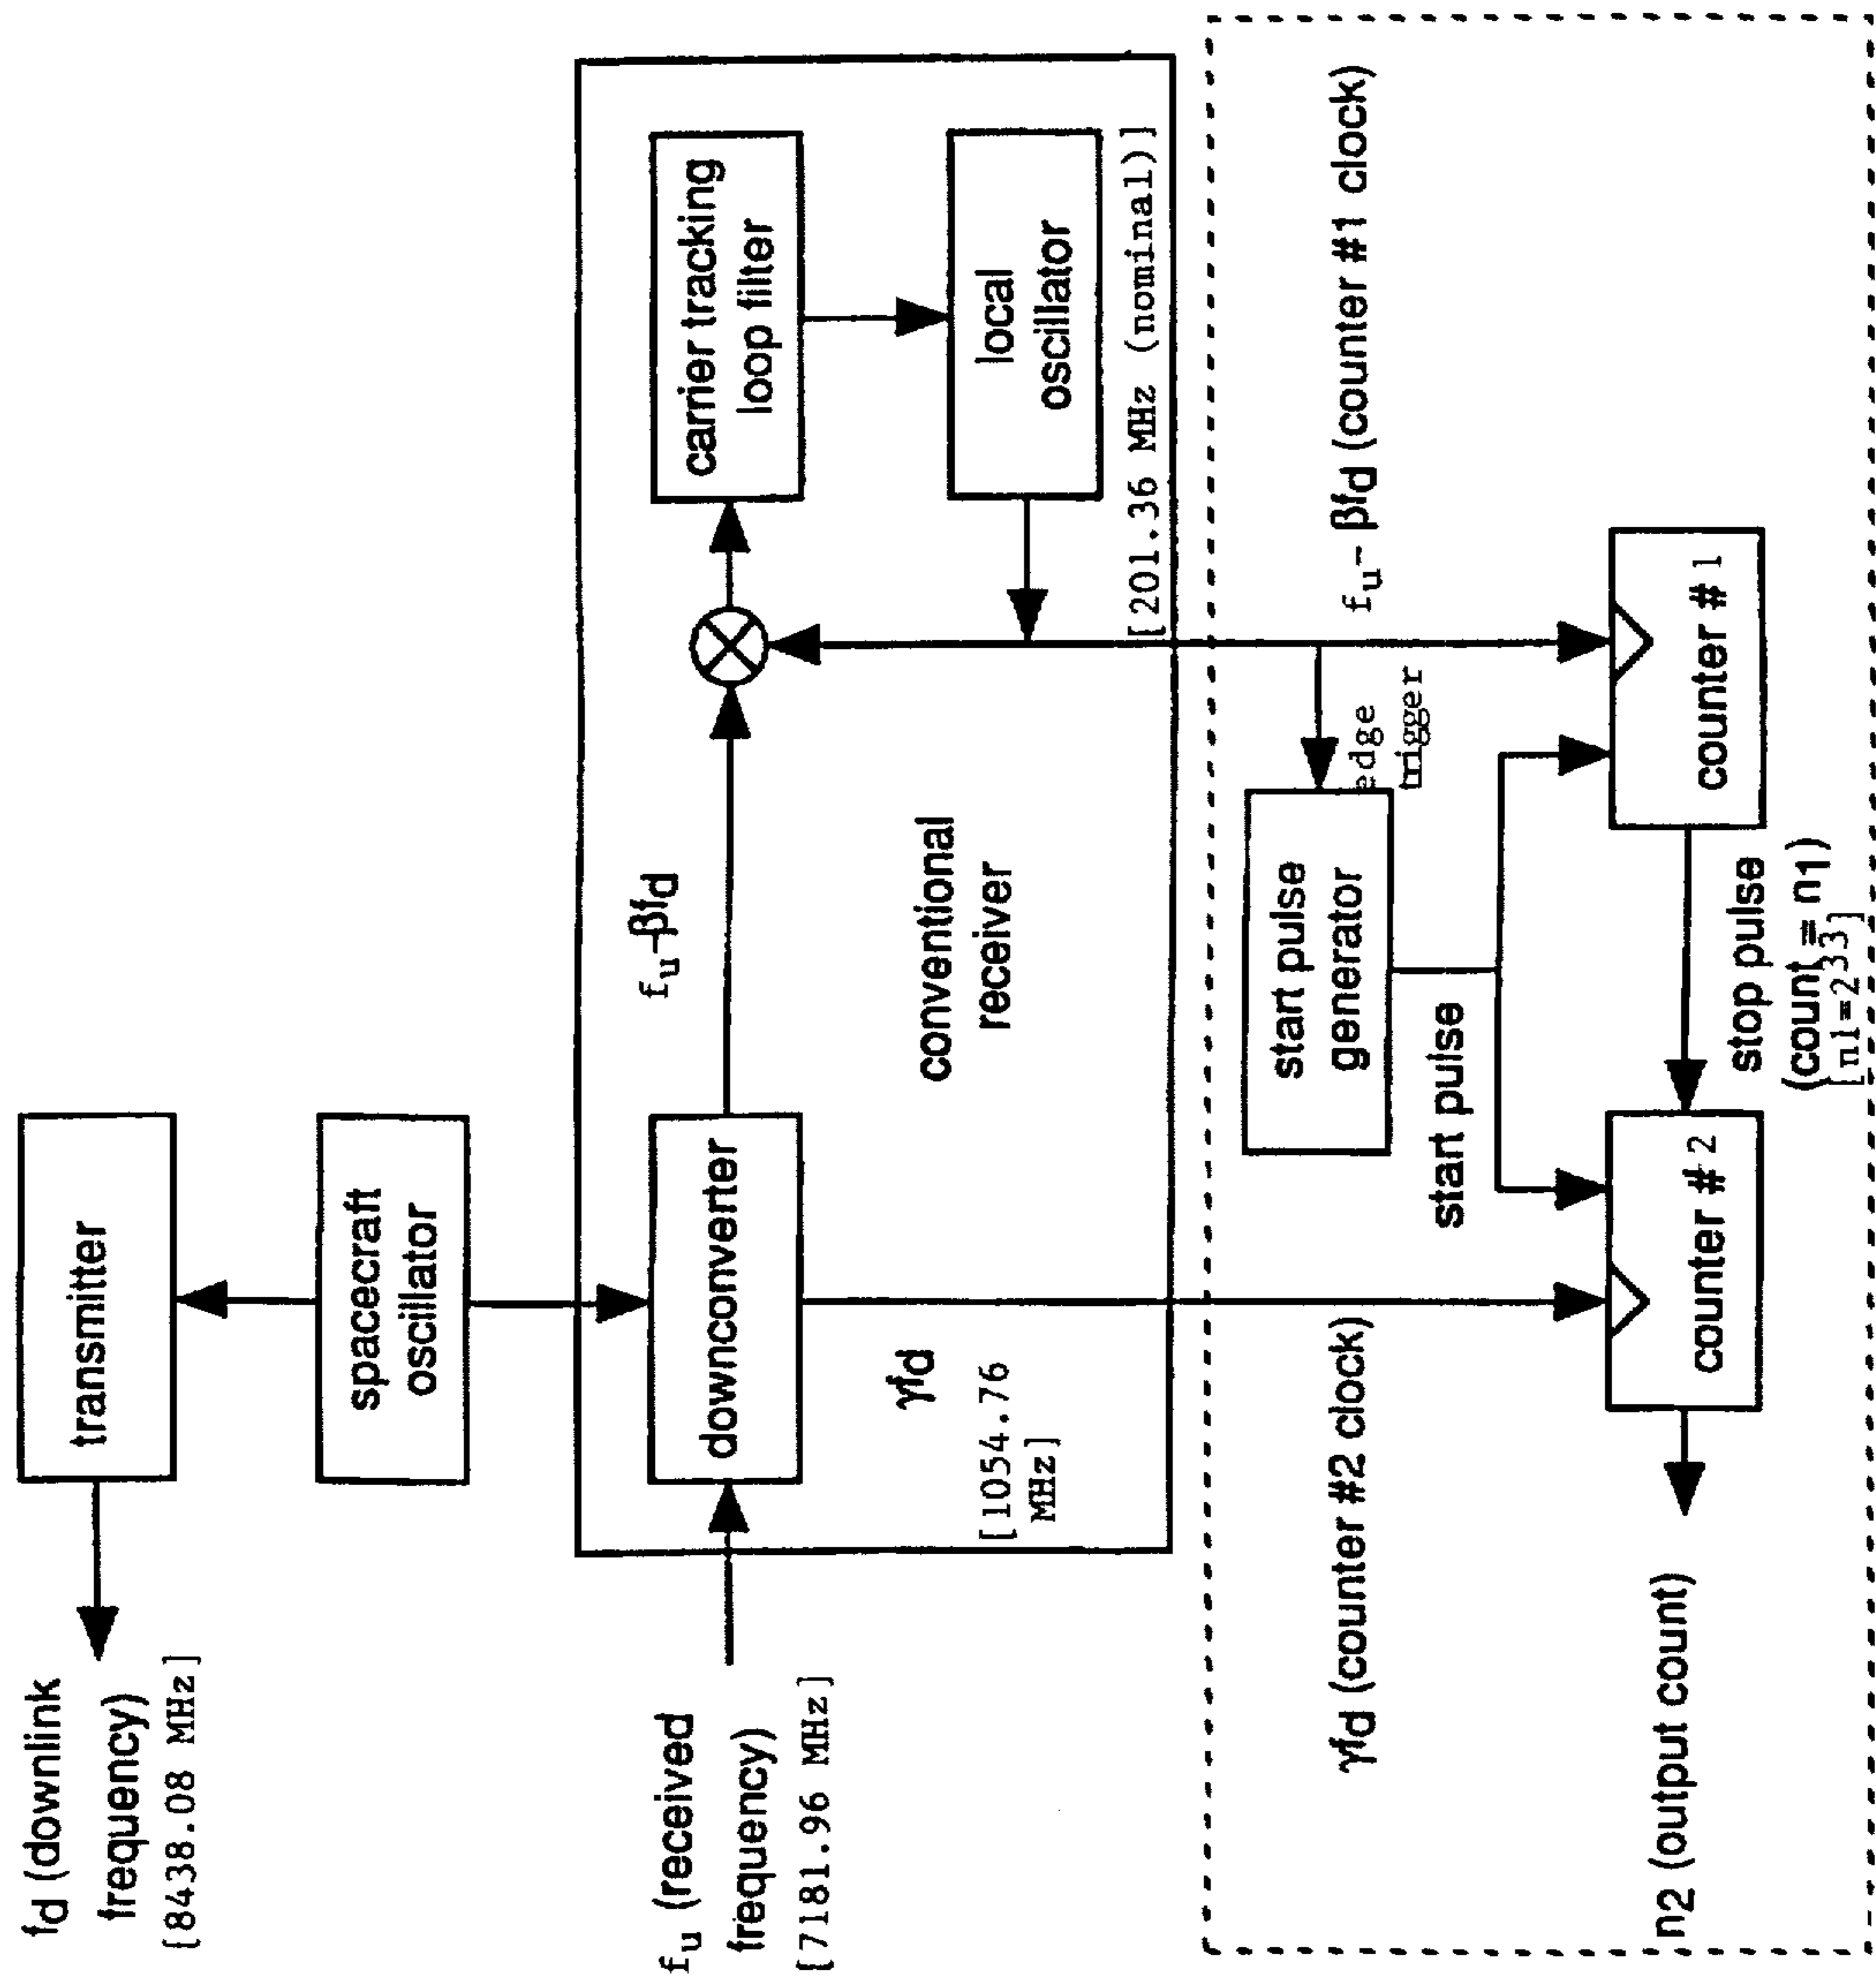 fd (downlink
frequency)
[8438.08 MHz]
transmitter
spacecraft
oscillator
fu (received
frequency)
[7181.96 MHz]
downconverter
fu-βfd
carrier tracking
loop filter
γfd
[1054.76
MHz]
conventional
receiver
local
oscillator
[201.36 MHz (nominal)]
γfd (counter #2 clock)
start pulse
generator
edge
trigger
fu- βfd (counter #1 clock)
start pulse
n2 (output count)
counter # 2
counter # 1
stop pulse
(count = n1)
[n1=233]